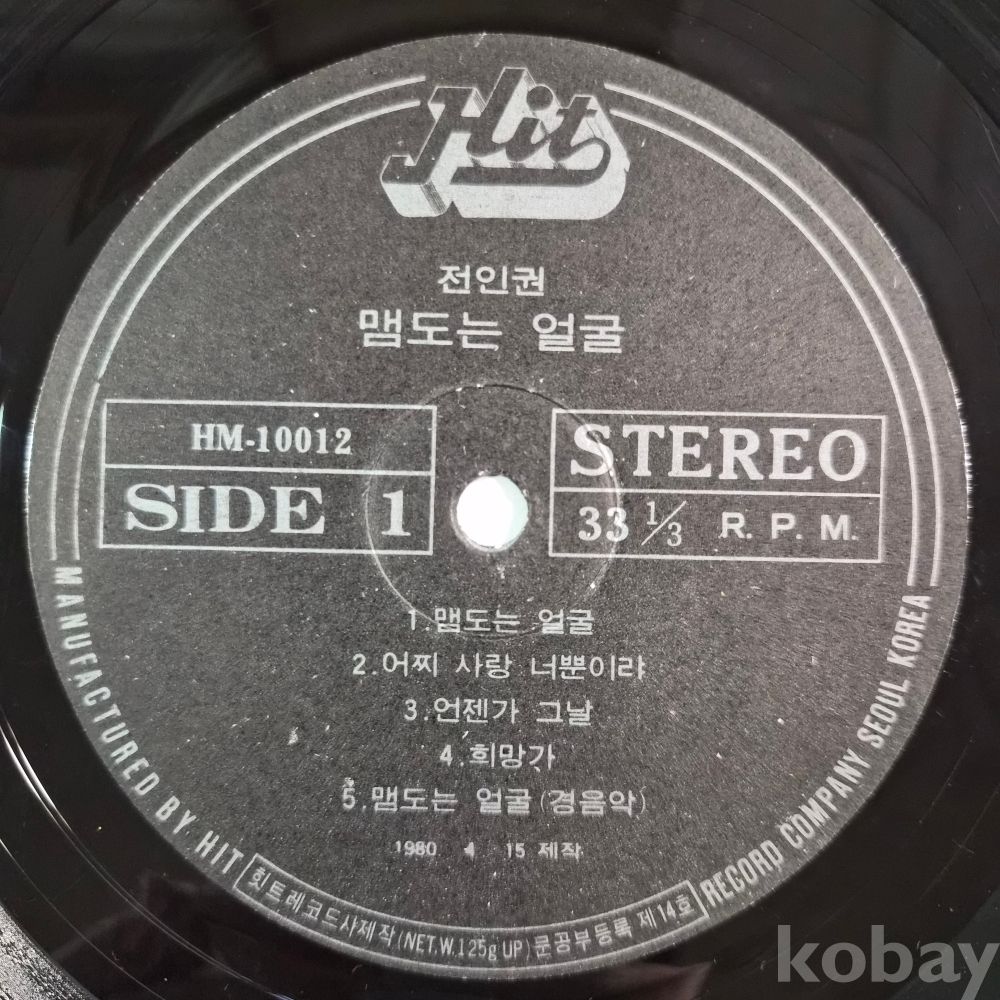 Hit
전인권
맴도는 얼굴
HM-10012
SIDE 1
STEREO
33 1/3 R. P. M.
1.맴도는 얼굴
2.어찌 사랑 너뿐이랴
3.언젠가 그날
4.희망가
5.맴도는 얼굴(경음악)
1980 4 15 제작
MANUFACTURED BY HIT RECORD COMPANY SEOUL KOREA
힛트레코드사제작(NET.W.125g UP)문공부등록 제14호
kobay